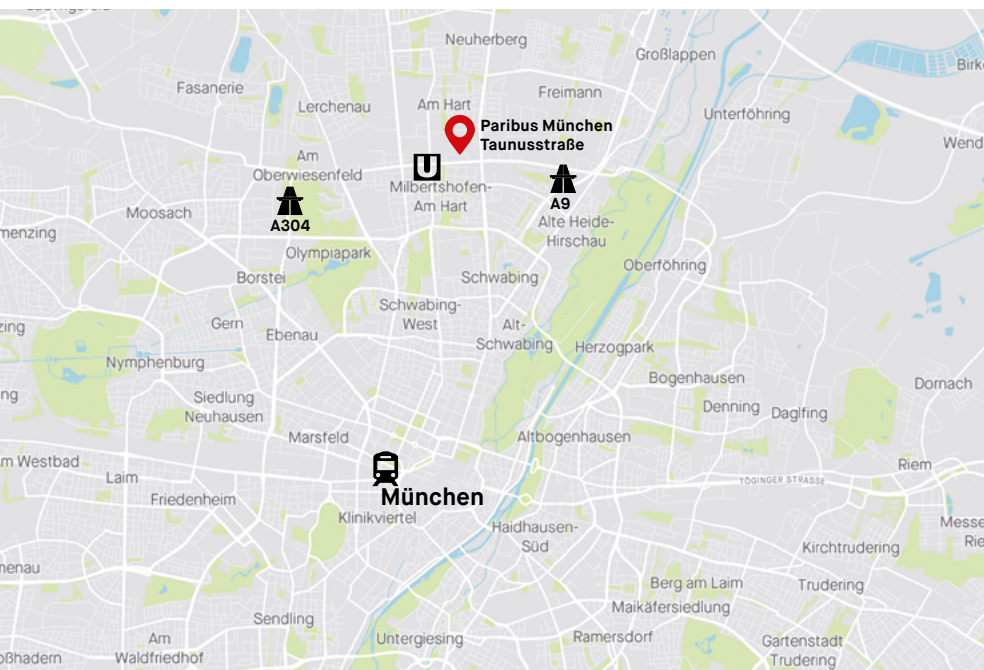 Neuherberg
Großlappen
Fasanerie
Lerchenau
Am Hart
Freimann
Unterföhring
Paribus München
Taunusstraße
U
Am
Oberwiesenfeld
Milbertshofen-
Am Hart
A9
A304
Moosach
Alte Heide-
Hirschau
Olympiapark
Oberföhring
Borstei
Schwabing
Schwabing-
West
Gern
Ebenau
Alt-
Schwabing
Herzogpark
Nymphenburg
Bogenhausen
Dornach
Siedlung
Neuhausen
Denning
Daglfing
Marsfeld
Altbogenhausen
Westbad
Laim
Riem
TÖGINGER STRASSE
München
Friedenheim
Klinikviertel
Haidhausen-
Süd
Messe
Kirchtrudering
Berg am Laim
Trudering
Maikäfersiedlung
Sendling
Untergiesing
Ramersdorf
Gartenstadt
Trudering
Am
Waldfriedhof